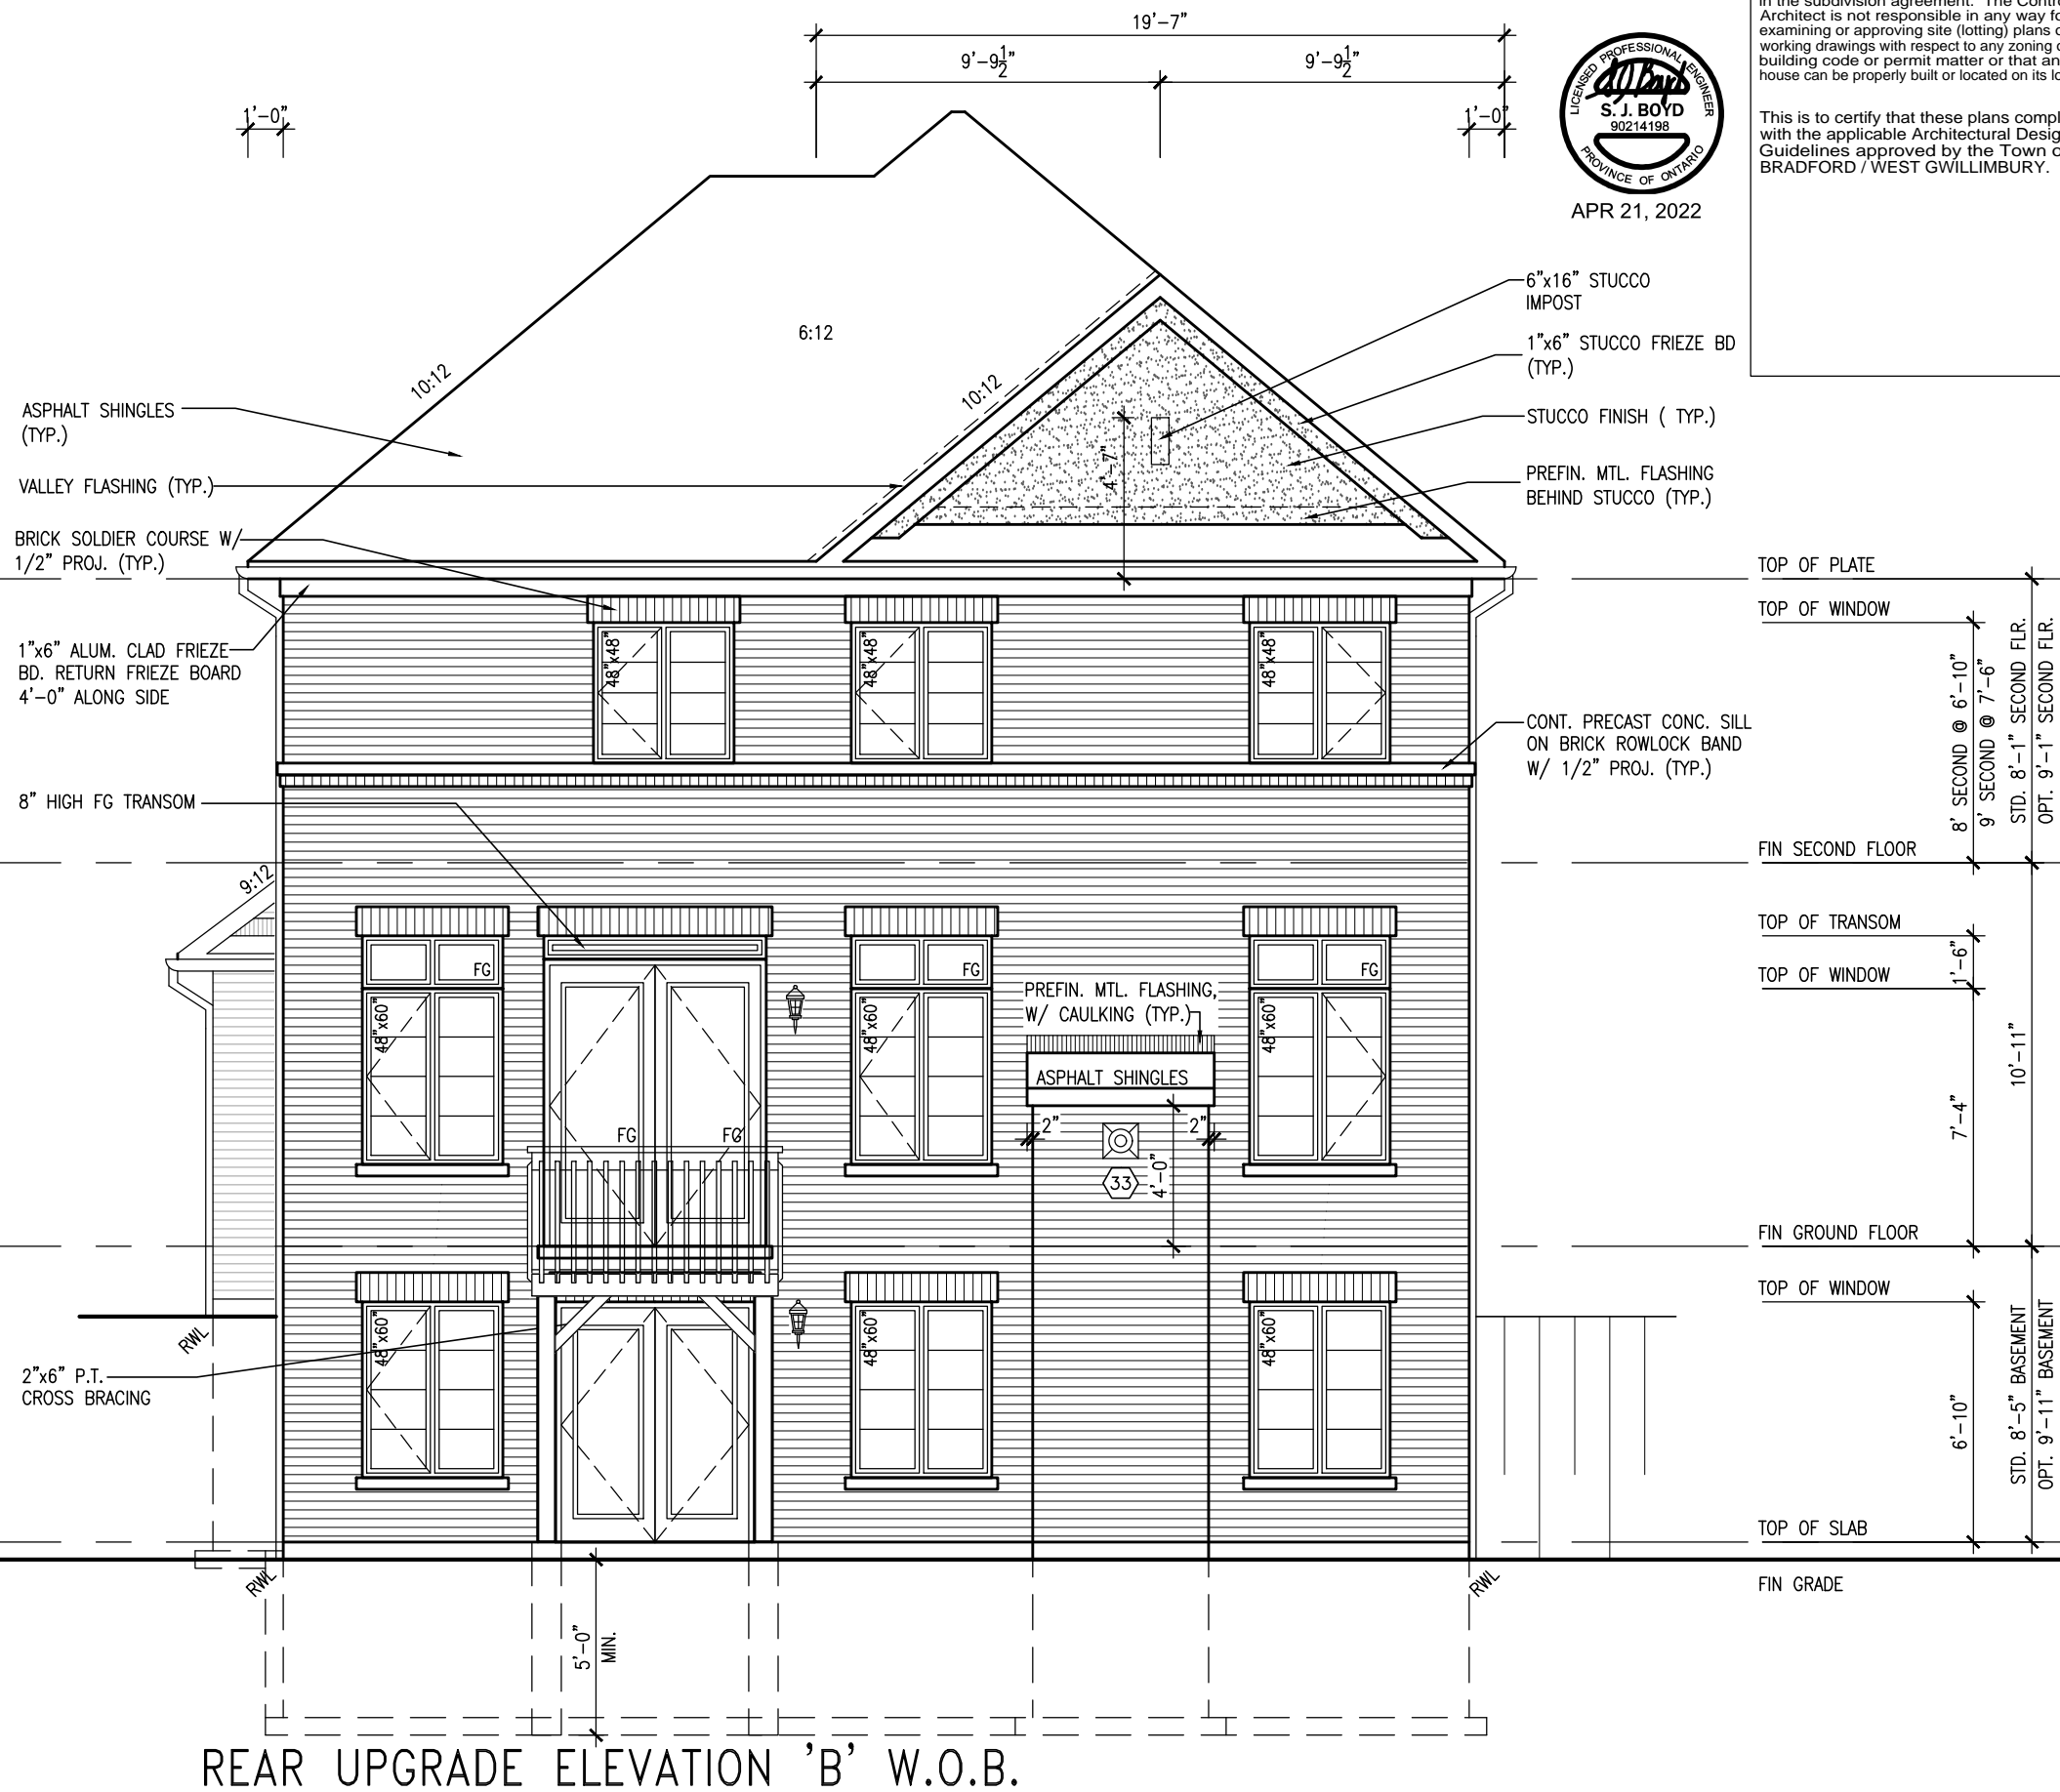 in the subdivision agreement. The
Architect is not responsible in any way
examining or approving site (lotting) plans
working drawings with respect to any zoning
building code or permit matter or that
house can be properly built or located on its
This is to certify that these plans
with the applicable Architectural
Guidelines approved by the Town
BRADFORD / WEST GWILLIMBURY.
LICENSED PROFESSIONAL ENGINEER
S. J. BOYD
90214198
PROVINCE OF ONTARIO
APR 21, 2022
19'-7"
9'-9½"
9'-9½"
1'-0"
1'-0"
6:12
10:12
10:12
6"x16" STUCCO
IMPOST
1"x6" STUCCO FRIEZE BD
(TYP.)
STUCCO FINISH ( TYP.)
PREFIN. MTL. FLASHING
BEHIND STUCCO (TYP.)
4'-7"
ASPHALT SHINGLES
(TYP.)
VALLEY FLASHING (TYP.)
BRICK SOLDIER COURSE W/
1/2" PROJ. (TYP.)
1"x6" ALUM. CLAD FRIEZE
BD. RETURN FRIEZE BOARD
4'-0" ALONG SIDE
48"x48"
48"x48"
48"x48"
CONT. PRECAST CONC. SILL
ON BRICK ROWLOCK BAND
W/ 1/2" PROJ. (TYP.)
8" HIGH FG TRANSOM
9:12
FG
FG
FG
48"x60"
48"x60"
48"x60"
PREFIN. MTL. FLASHING,
W/ CAULKING (TYP.)
ASPHALT SHINGLES
2"
2"
33
4'-0"
FG
FG
48"x60"
48"x60"
48"x60"
RWL
2"x6" P.T.
CROSS BRACING
RWL
RWL
5'-0"
MIN.
TOP OF PLATE
TOP OF WINDOW
8' SECOND @ 6'-10"
9' SECOND @ 7'-6"
STD. 8'-1" SECOND FLR.
OPT. 9'-1" SECOND FLR.
FIN SECOND FLOOR
TOP OF TRANSOM
1'-6"
TOP OF WINDOW
7'-4"
10'-11"
FIN GROUND FLOOR
TOP OF WINDOW
6'-10"
STD. 8'-5" BASEMENT
OPT. 9'-11" BASEMENT
TOP OF SLAB
FIN GRADE
REAR UPGRADE ELEVATION 'B' W.O.B.